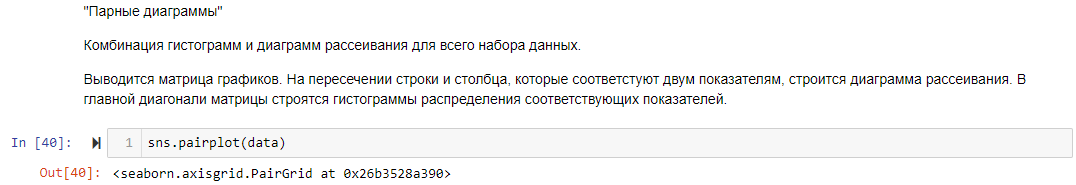 "Парные диаграммы"
Комбинация гистограмм и диаграмм рассеивания для всего набора данных.
Выводится матрица графиков. На пересечении строки и столбца, которые соответстуют двум показателям, строится диаграмма рассеивания. В
главной диагонали матрицы строятся гистограммы распределения соответствующих показателей.
In [40]: 1 sns.pairplot(data)
Out[40]: <seaborn.axisgrid.PairGrid at 0x26b3528a390>